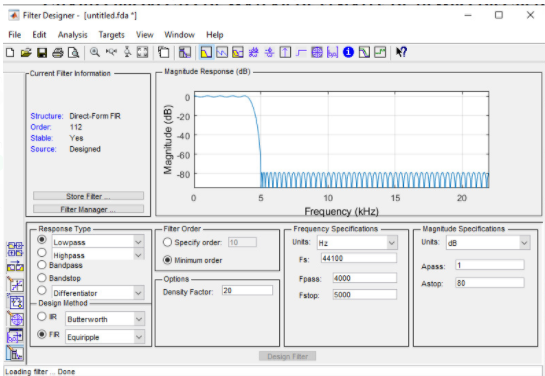 Filter Designer - [untitled.fda *]
File Edit Analysis Targets View Window Help
Current Filter Information
Structure: Direct-Form FIR
Order: 112
Stable: Yes
Source: Designed
Store Filter ...
Filter Manager ...
Magnitude Response (dB)
Magnitude (dB)
0
-20
-40
-60
-80
0 5 10 15 20
Frequency (kHz)
Response Type
Lowpass
Highpass
Bandpass
Bandstop
Differentiator
Design Method
IIR Butterworth
FIR Equiripple
Filter Order
Specify order: 10
Minimum order
Options
Density Factor: 20
Frequency Specifications
Units: Hz
Fs: 44100
Fpass: 4000
Fstop: 5000
Magnitude Specifications
Units: dB
Apass: 1
Astop: 80
Design Filter
Loading filter ... Done